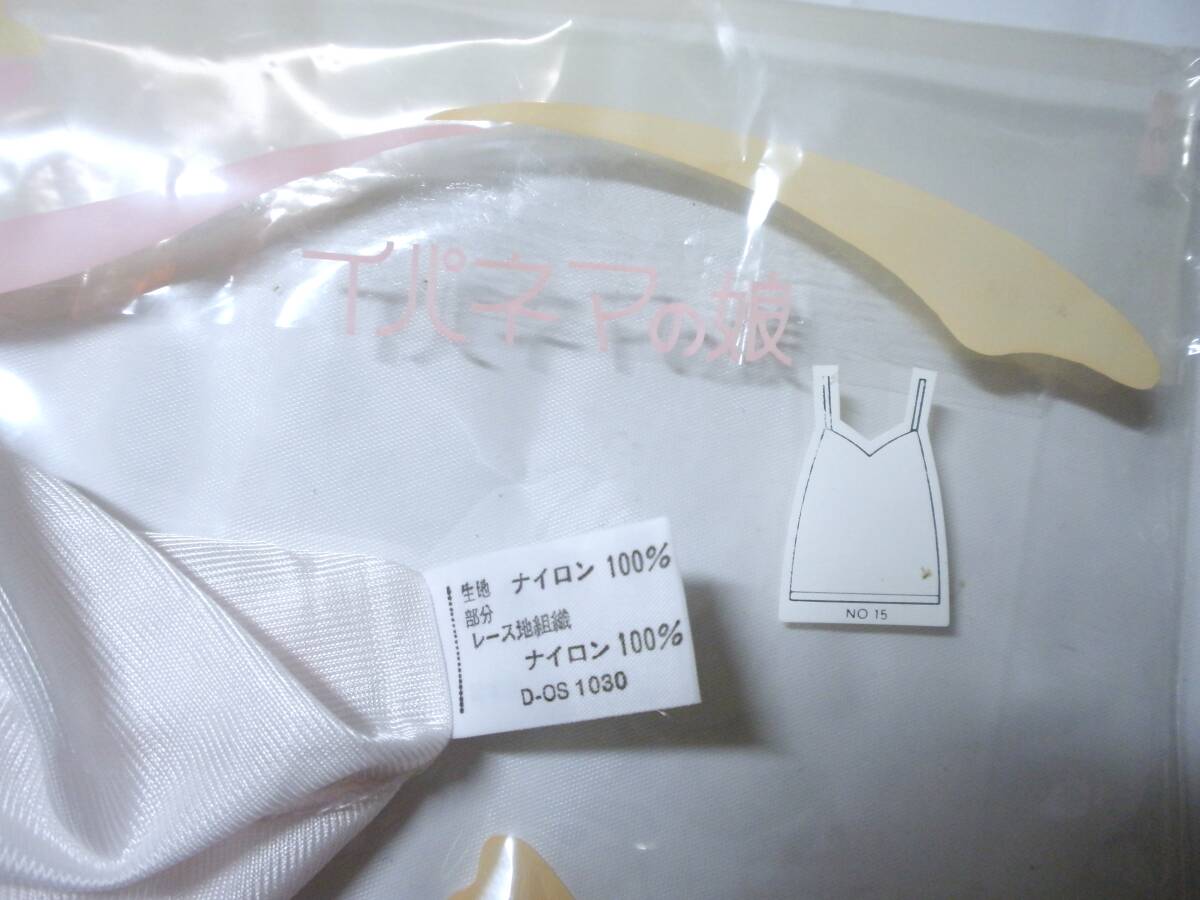 イパネマの娘
生地 ナイロン 100%
部分
レース地組織
ナイロン 100%
D-OS 1030
NO 15